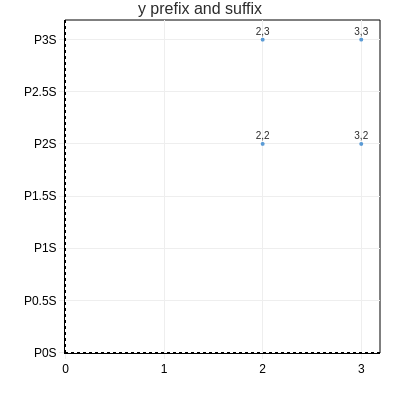 y prefix and suffix
P3S
2,3
3,3
P2.5S
P2S
2,2
3,2
P1.5S
P1S
P0.5S
P0S
0 1 2 3